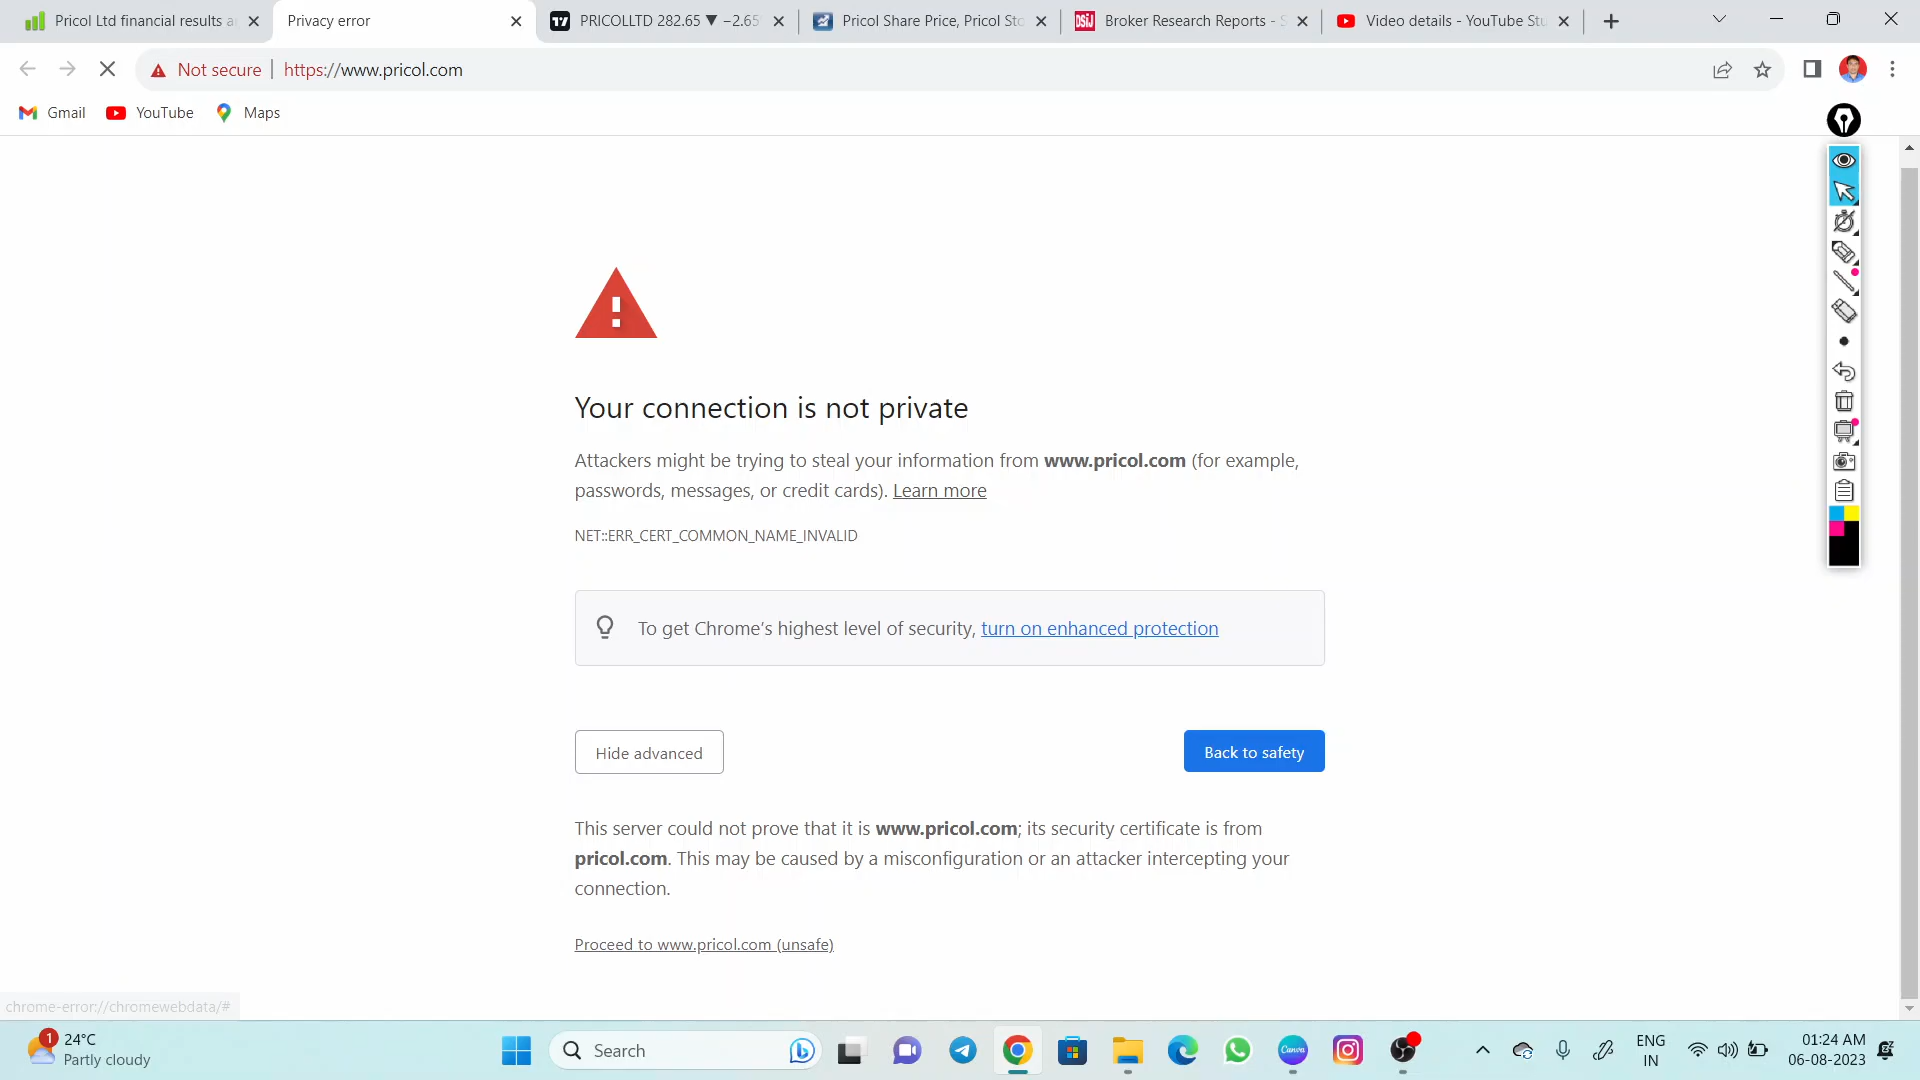 Pricol Ltd financial results a
Privacy error
PRICOLLTD 282.65 ▼ −2.65
Pricol Share Price, Pricol Sto
DSIJ
Broker Research Reports - S
Video details - YouTube Stu
Not secure
https://www.pricol.com
Gmail
YouTube
Maps
Your connection is not private
Attackers might be trying to steal your information from www.pricol.com (for example,
passwords, messages, or credit cards). Learn more
NET::ERR_CERT_COMMON_NAME_INVALID
To get Chrome's highest level of security, turn on enhanced protection
Hide advanced
Back to safety
This server could not prove that it is www.pricol.com; its security certificate is from
pricol.com. This may be caused by a misconfiguration or an attacker intercepting your
connection.
Proceed to www.pricol.com (unsafe)
chrome-error://chromewebdata/#
1
24°C
Partly cloudy
Search
Canva
ENG
IN
01:24 AM
06-08-2023